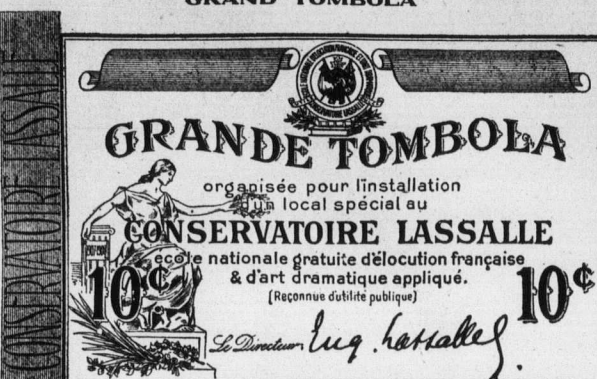 GRAND TOMBOLA
CONSERVATOIRE LASSALLE
GRANDE TOMBOLA
organisée pour l'installation
d'un local spécial au
CONSERVATOIRE LASSALLE
ecole nationale gratuite d'élocution française
& d'art dramatique appliqué.
(Reconnue d'utilité publique)
10¢ 10¢
Le Directeur, Eug. Lassalle